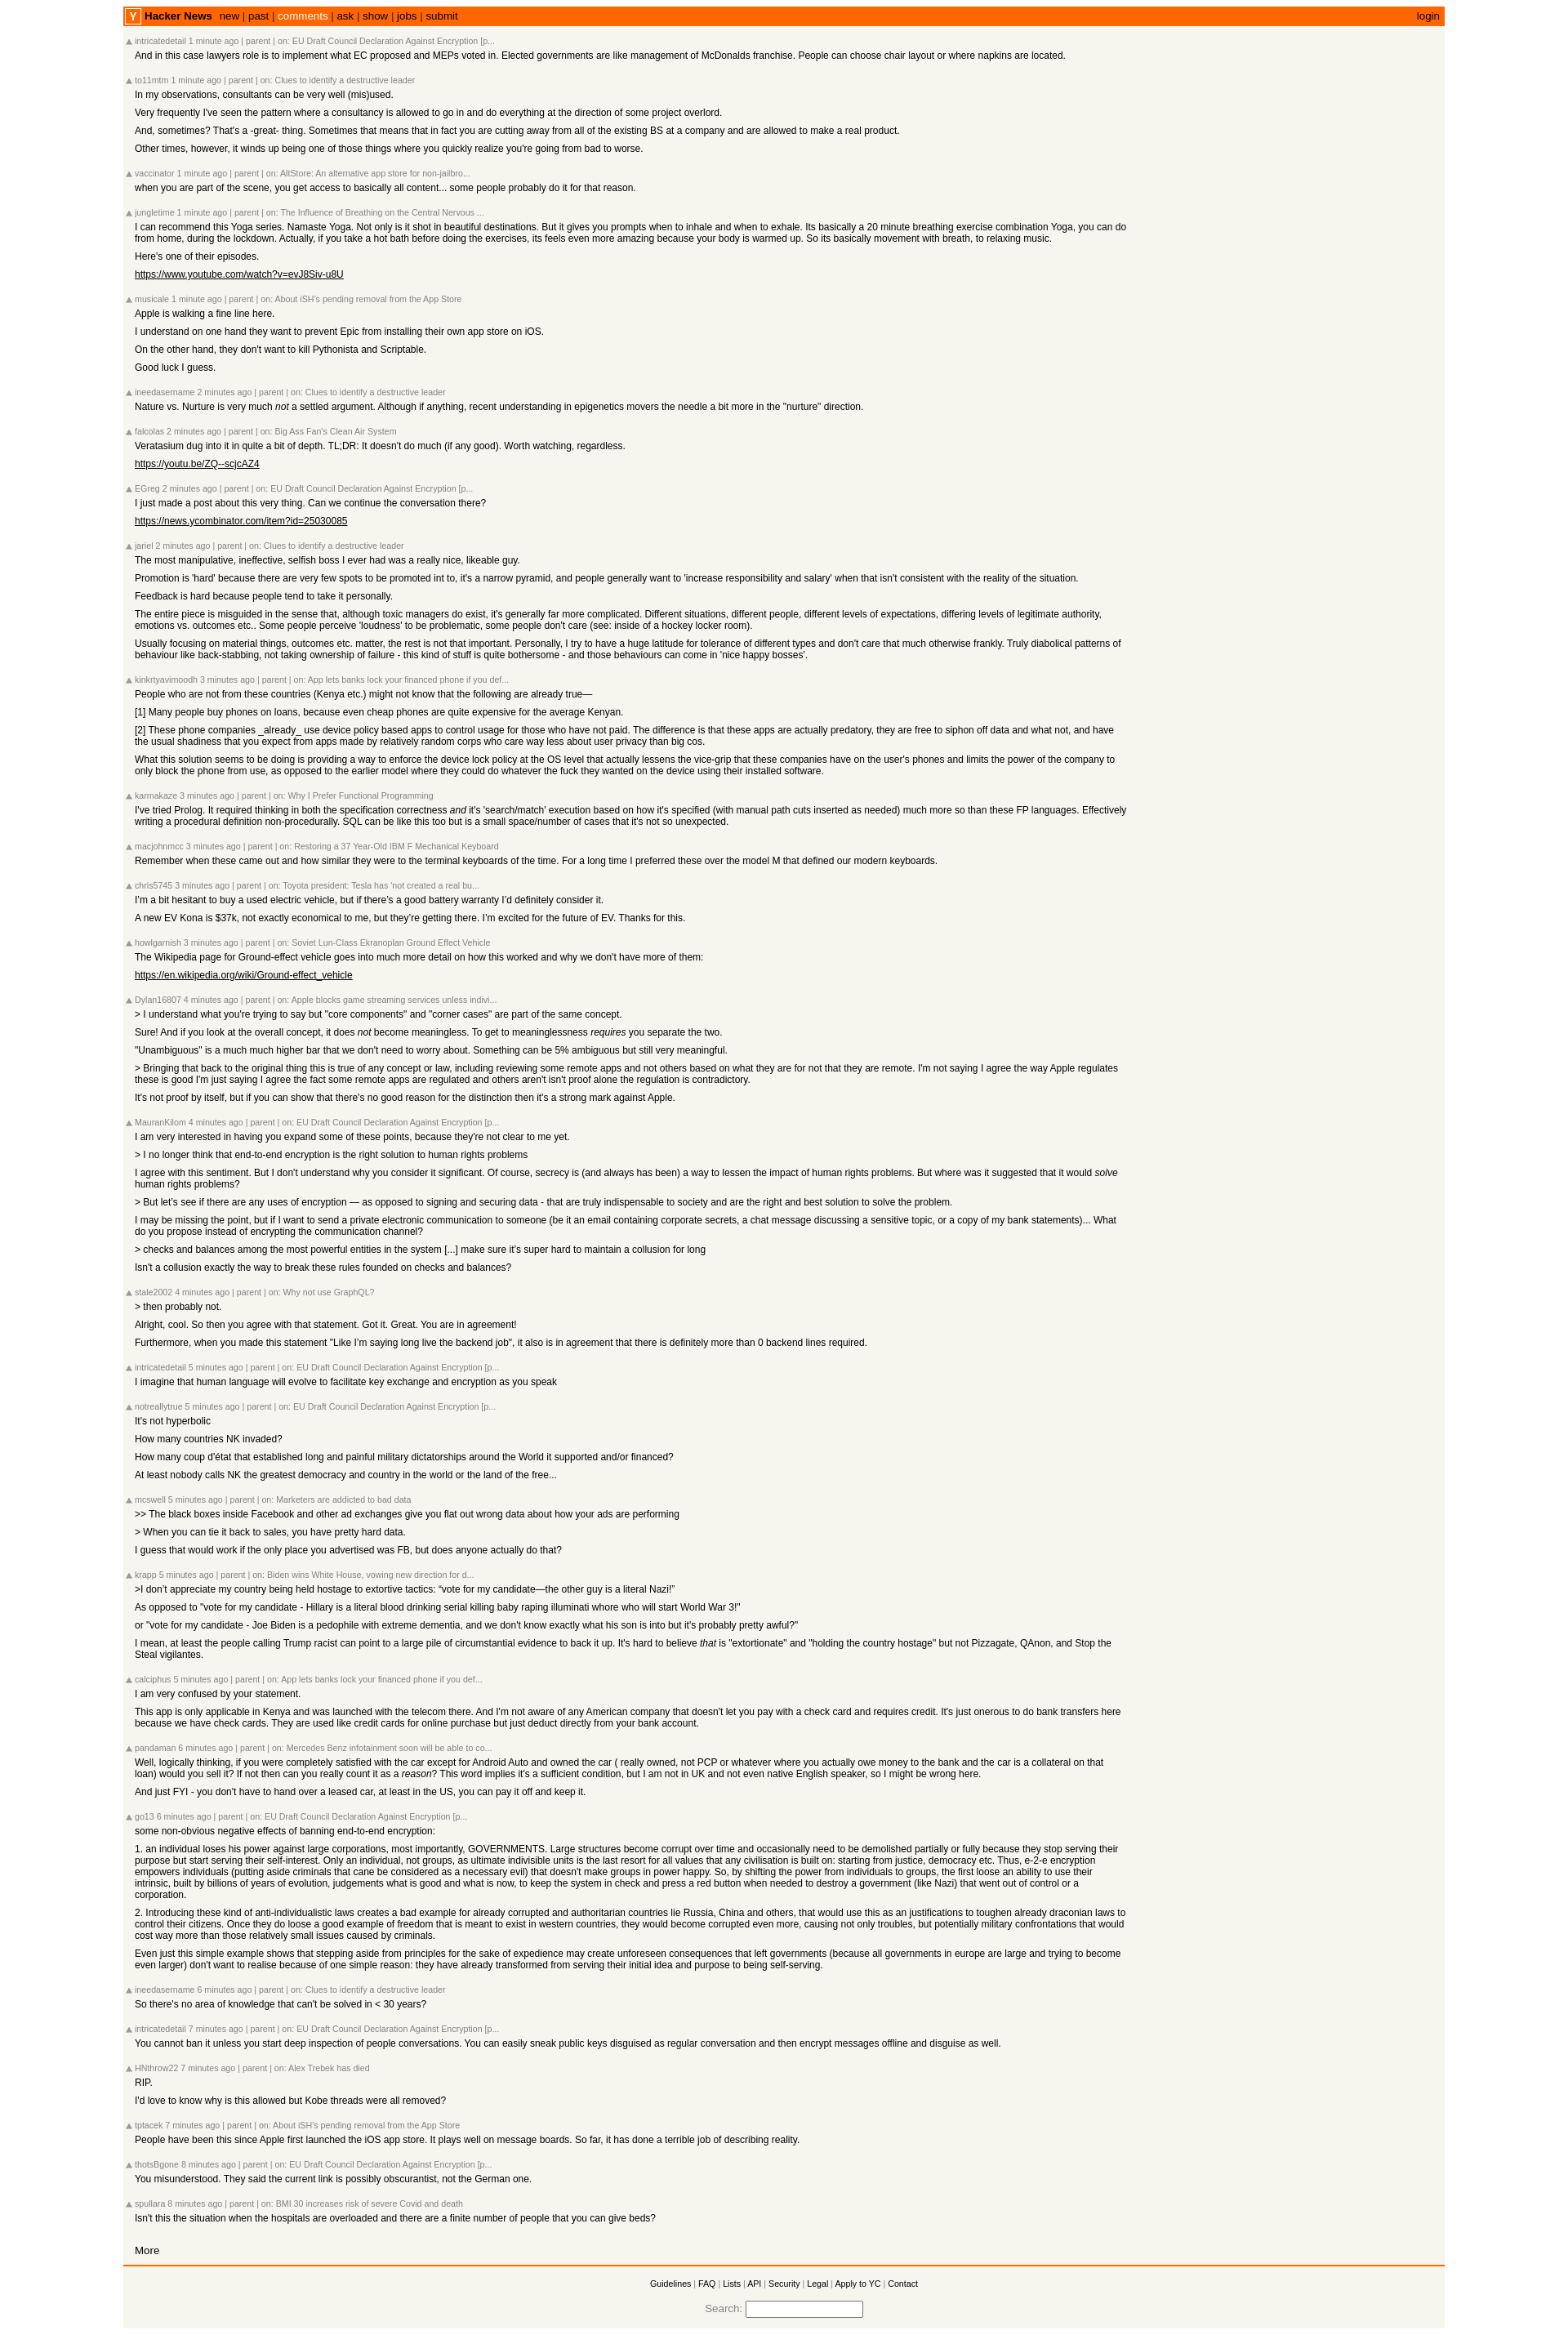 Y Hacker News new | past | comments | ask | show | jobs | submit login
intricatedetail 1 minute ago | parent | on: EU Draft Council Declaration Against Encryption [p...
And in this case lawyers role is to implement what EC proposed and MEPs voted in. Elected governments are like management of McDonalds franchise. People can choose chair layout or where napkins are located.
to11mtm 1 minute ago | parent | on: Clues to identify a destructive leader
In my observations, consultants can be very well (mis)used.
Very frequently I've seen the pattern where a consultancy is allowed to go in and do everything at the direction of some project overlord.
And, sometimes? That's a -great- thing. Sometimes that means that in fact you are cutting away from all of the existing BS at a company and are allowed to make a real product.
Other times, however, it winds up being one of those things where you quickly realize you're going from bad to worse.
vaccinator 1 minute ago | parent | on: AltStore: An alternative app store for non-jailbro...
when you are part of the scene, you get access to basically all content... some people probably do it for that reason.
jungletime 1 minute ago | parent | on: The Influence of Breathing on the Central Nervous ...
I can recommend this Yoga series. Namaste Yoga. Not only is it shot in beautiful destinations. But it gives you prompts when to inhale and when to exhale. Its basically a 20 minute breathing exercise combination Yoga, you can do
from home, during the lockdown. Actually, if you take a hot bath before doing the exercises, its feels even more amazing because your body is warmed up. So its basically movement with breath, to relaxing music.
Here's one of their episodes.
https://www.youtube.com/watch?v=evJ8Siv-u8U
musicale 1 minute ago | parent | on: About iSH's pending removal from the App Store
Apple is walking a fine line here.
I understand on one hand they want to prevent Epic from installing their own app store on iOS.
On the other hand, they don't want to kill Pythonista and Scriptable.
Good luck I guess.
ineedasername 2 minutes ago | parent | on: Clues to identify a destructive leader
Nature vs. Nurture is very much not a settled argument. Although if anything, recent understanding in epigenetics movers the needle a bit more in the "nurture" direction.
falcolas 2 minutes ago | parent | on: Big Ass Fan's Clean Air System
Veratasium dug into it in quite a bit of depth. TL;DR: It doesn't do much (if any good). Worth watching, regardless.
https://youtu.be/ZQ--scjcAZ4
EGreg 2 minutes ago | parent | on: EU Draft Council Declaration Against Encryption [p...
I just made a post about this very thing. Can we continue the conversation there?
https://news.ycombinator.com/item?id=25030085
jariel 2 minutes ago | parent | on: Clues to identify a destructive leader
The most manipulative, ineffective, selfish boss I ever had was a really nice, likeable guy.
Promotion is 'hard' because there are very few spots to be promoted int to, it's a narrow pyramid, and people generally want to 'increase responsibility and salary' when that isn't consistent with the reality of the situation.
Feedback is hard because people tend to take it personally.
The entire piece is misguided in the sense that, although toxic managers do exist, it's generally far more complicated. Different situations, different people, different levels of expectations, differing levels of legitimate authority,
emotions vs. outcomes etc.. Some people perceive 'loudness' to be problematic, some people don't care (see: inside of a hockey locker room).
Usually focusing on material things, outcomes etc. matter, the rest is not that important. Personally, I try to have a huge latitude for tolerance of different types and don't care that much otherwise frankly. Truly diabolical patterns of
behaviour like back-stabbing, not taking ownership of failure - this kind of stuff is quite bothersome - and those behaviours can come in 'nice happy bosses'.
kinkrtyavimoodh 3 minutes ago | parent | on: App lets banks lock your financed phone if you def...
People who are not from these countries (Kenya etc.) might not know that the following are already true—
[1] Many people buy phones on loans, because even cheap phones are quite expensive for the average Kenyan.
[2] These phone companies _already_ use device policy based apps to control usage for those who have not paid. The difference is that these apps are actually predatory, they are free to siphon off data and what not, and have
the usual shadiness that you expect from apps made by relatively random corps who care way less about user privacy than big cos.
What this solution seems to be doing is providing a way to enforce the device lock policy at the OS level that actually lessens the vice-grip that these companies have on the user's phones and limits the power of the company to
only block the phone from use, as opposed to the earlier model where they could do whatever the fuck they wanted on the device using their installed software.
karmakaze 3 minutes ago | parent | on: Why I Prefer Functional Programming
I've tried Prolog. It required thinking in both the specification correctness and it's 'search/match' execution based on how it's specified (with manual path cuts inserted as needed) much more so than these FP languages. Effectively
writing a procedural definition non-procedurally. SQL can be like this too but is a small space/number of cases that it's not so unexpected.
macjohnmcc 3 minutes ago | parent | on: Restoring a 37 Year-Old IBM F Mechanical Keyboard
Remember when these came out and how similar they were to the terminal keyboards of the time. For a long time I preferred these over the model M that defined our modern keyboards.
chris5745 3 minutes ago | parent | on: Toyota president: Tesla has 'not created a real bu...
I’m a bit hesitant to buy a used electric vehicle, but if there’s a good battery warranty I’d definitely consider it.
A new EV Kona is $37k, not exactly economical to me, but they’re getting there. I’m excited for the future of EV. Thanks for this.
howlgarnish 3 minutes ago | parent | on: Soviet Lun-Class Ekranoplan Ground Effect Vehicle
The Wikipedia page for Ground-effect vehicle goes into much more detail on how this worked and why we don't have more of them:
https://en.wikipedia.org/wiki/Ground-effect_vehicle
Dylan16807 4 minutes ago | parent | on: Apple blocks game streaming services unless indivi...
> I understand what you're trying to say but "core components" and "corner cases" are part of the same concept.
Sure! And if you look at the overall concept, it does not become meaningless. To get to meaninglessness requires you separate the two.
"Unambiguous" is a much much higher bar that we don't need to worry about. Something can be 5% ambiguous but still very meaningful.
> Bringing that back to the original thing this is true of any concept or law, including reviewing some remote apps and not others based on what they are for not that they are remote. I'm not saying I agree the way Apple regulates
these is good I'm just saying I agree the fact some remote apps are regulated and others aren't isn't proof alone the regulation is contradictory.
It's not proof by itself, but if you can show that there's no good reason for the distinction then it's a strong mark against Apple.
MauranKilom 4 minutes ago | parent | on: EU Draft Council Declaration Against Encryption [p...
I am very interested in having you expand some of these points, because they're not clear to me yet.
> I no longer think that end-to-end encryption is the right solution to human rights problems
I agree with this sentiment. But I don't understand why you consider it significant. Of course, secrecy is (and always has been) a way to lessen the impact of human rights problems. But where was it suggested that it would solve
human rights problems?
> But let’s see if there are any uses of encryption — as opposed to signing and securing data - that are truly indispensable to society and are the right and best solution to solve the problem.
I may be missing the point, but if I want to send a private electronic communication to someone (be it an email containing corporate secrets, a chat message discussing a sensitive topic, or a copy of my bank statements)... What
do you propose instead of encrypting the communication channel?
> checks and balances among the most powerful entities in the system [...] make sure it’s super hard to maintain a collusion for long
Isn't a collusion exactly the way to break these rules founded on checks and balances?
stale2002 4 minutes ago | parent | on: Why not use GraphQL?
> then probably not.
Alright, cool. So then you agree with that statement. Got it. Great. You are in agreement!
Furthermore, when you made this statement "Like I’m saying long live the backend job", it also is in agreement that there is definitely more than 0 backend lines required.
intricatedetail 5 minutes ago | parent | on: EU Draft Council Declaration Against Encryption [p...
I imagine that human language will evolve to facilitate key exchange and encryption as you speak
notreallytrue 5 minutes ago | parent | on: EU Draft Council Declaration Against Encryption [p...
It's not hyperbolic
How many countries NK invaded?
How many coup d'état that established long and painful military dictatorships around the World it supported and/or financed?
At least nobody calls NK the greatest democracy and country in the world or the land of the free...
mcswell 5 minutes ago | parent | on: Marketers are addicted to bad data
>> The black boxes inside Facebook and other ad exchanges give you flat out wrong data about how your ads are performing
> When you can tie it back to sales, you have pretty hard data.
I guess that would work if the only place you advertised was FB, but does anyone actually do that?
krapp 5 minutes ago | parent | on: Biden wins White House, vowing new direction for d...
>I don’t appreciate my country being held hostage to extortive tactics: “vote for my candidate—the other guy is a literal Nazi!”
As opposed to "vote for my candidate - Hillary is a literal blood drinking serial killing baby raping illuminati whore who will start World War 3!"
or "vote for my candidate - Joe Biden is a pedophile with extreme dementia, and we don't know exactly what his son is into but it's probably pretty awful?"
I mean, at least the people calling Trump racist can point to a large pile of circumstantial evidence to back it up. It's hard to believe that is "extortionate" and "holding the country hostage" but not Pizzagate, QAnon, and Stop the
Steal vigilantes.
calciphus 5 minutes ago | parent | on: App lets banks lock your financed phone if you def...
I am very confused by your statement.
This app is only applicable in Kenya and was launched with the telecom there. And I'm not aware of any American company that doesn't let you pay with a check card and requires credit. It's just onerous to do bank transfers here
because we have check cards. They are used like credit cards for online purchase but just deduct directly from your bank account.
pandaman 6 minutes ago | parent | on: Mercedes Benz infotainment soon will be able to co...
Well, logically thinking, if you were completely satisfied with the car except for Android Auto and owned the car ( really owned, not PCP or whatever where you actually owe money to the bank and the car is a collateral on that
loan) would you sell it? If not then can you really count it as a reason? This word implies it's a sufficient condition, but I am not in UK and not even native English speaker, so I might be wrong here.
And just FYI - you don't have to hand over a leased car, at least in the US, you can pay it off and keep it.
go13 6 minutes ago | parent | on: EU Draft Council Declaration Against Encryption [p...
some non-obvious negative effects of banning end-to-end encryption:
1. an individual loses his power against large corporations, most importantly, GOVERNMENTS. Large structures become corrupt over time and occasionally need to be demolished partially or fully because they stop serving their
purpose but start serving their self-interest. Only an individual, not groups, as ultimate indivisible units is the last resort for all values that any civilisation is built on: starting from justice, democracy etc. Thus, e-2-e encryption
empowers individuals (putting aside criminals that cane be considered as a necessary evil) that doesn't make groups in power happy. So, by shifting the power from individuals to groups, the first loose an ability to use their
intrinsic, built by billions of years of evolution, judgements what is good and what is now, to keep the system in check and press a red button when needed to destroy a government (like Nazi) that went out of control or a
corporation.
2. Introducing these kind of anti-individualistic laws creates a bad example for already corrupted and authoritarian countries lie Russia, China and others, that would use this as an justifications to toughen already draconian laws to
control their citizens. Once they do loose a good example of freedom that is meant to exist in western countries, they would become corrupted even more, causing not only troubles, but potentially military confrontations that would
cost way more than those relatively small issues caused by criminals.
Even just this simple example shows that stepping aside from principles for the sake of expedience may create unforeseen consequences that left governments (because all governments in europe are large and trying to become
even larger) don't want to realise because of one simple reason: they have already transformed from serving their initial idea and purpose to being self-serving.
ineedasername 6 minutes ago | parent | on: Clues to identify a destructive leader
So there's no area of knowledge that can't be solved in < 30 years?
intricatedetail 7 minutes ago | parent | on: EU Draft Council Declaration Against Encryption [p...
You cannot ban it unless you start deep inspection of people conversations. You can easily sneak public keys disguised as regular conversation and then encrypt messages offline and disguise as well.
HNthrow22 7 minutes ago | parent | on: Alex Trebek has died
RIP.
I'd love to know why is this allowed but Kobe threads were all removed?
tptacek 7 minutes ago | parent | on: About iSH's pending removal from the App Store
People have been this since Apple first launched the iOS app store. It plays well on message boards. So far, it has done a terrible job of describing reality.
thotsBgone 8 minutes ago | parent | on: EU Draft Council Declaration Against Encryption [p...
You misunderstood. They said the current link is possibly obscurantist, not the German one.
spullara 8 minutes ago | parent | on: BMI 30 increases risk of severe Covid and death
Isn't this the situation when the hospitals are overloaded and there are a finite number of people that you can give beds?
More
Guidelines | FAQ | Lists | API | Security | Legal | Apply to YC | Contact
Search: